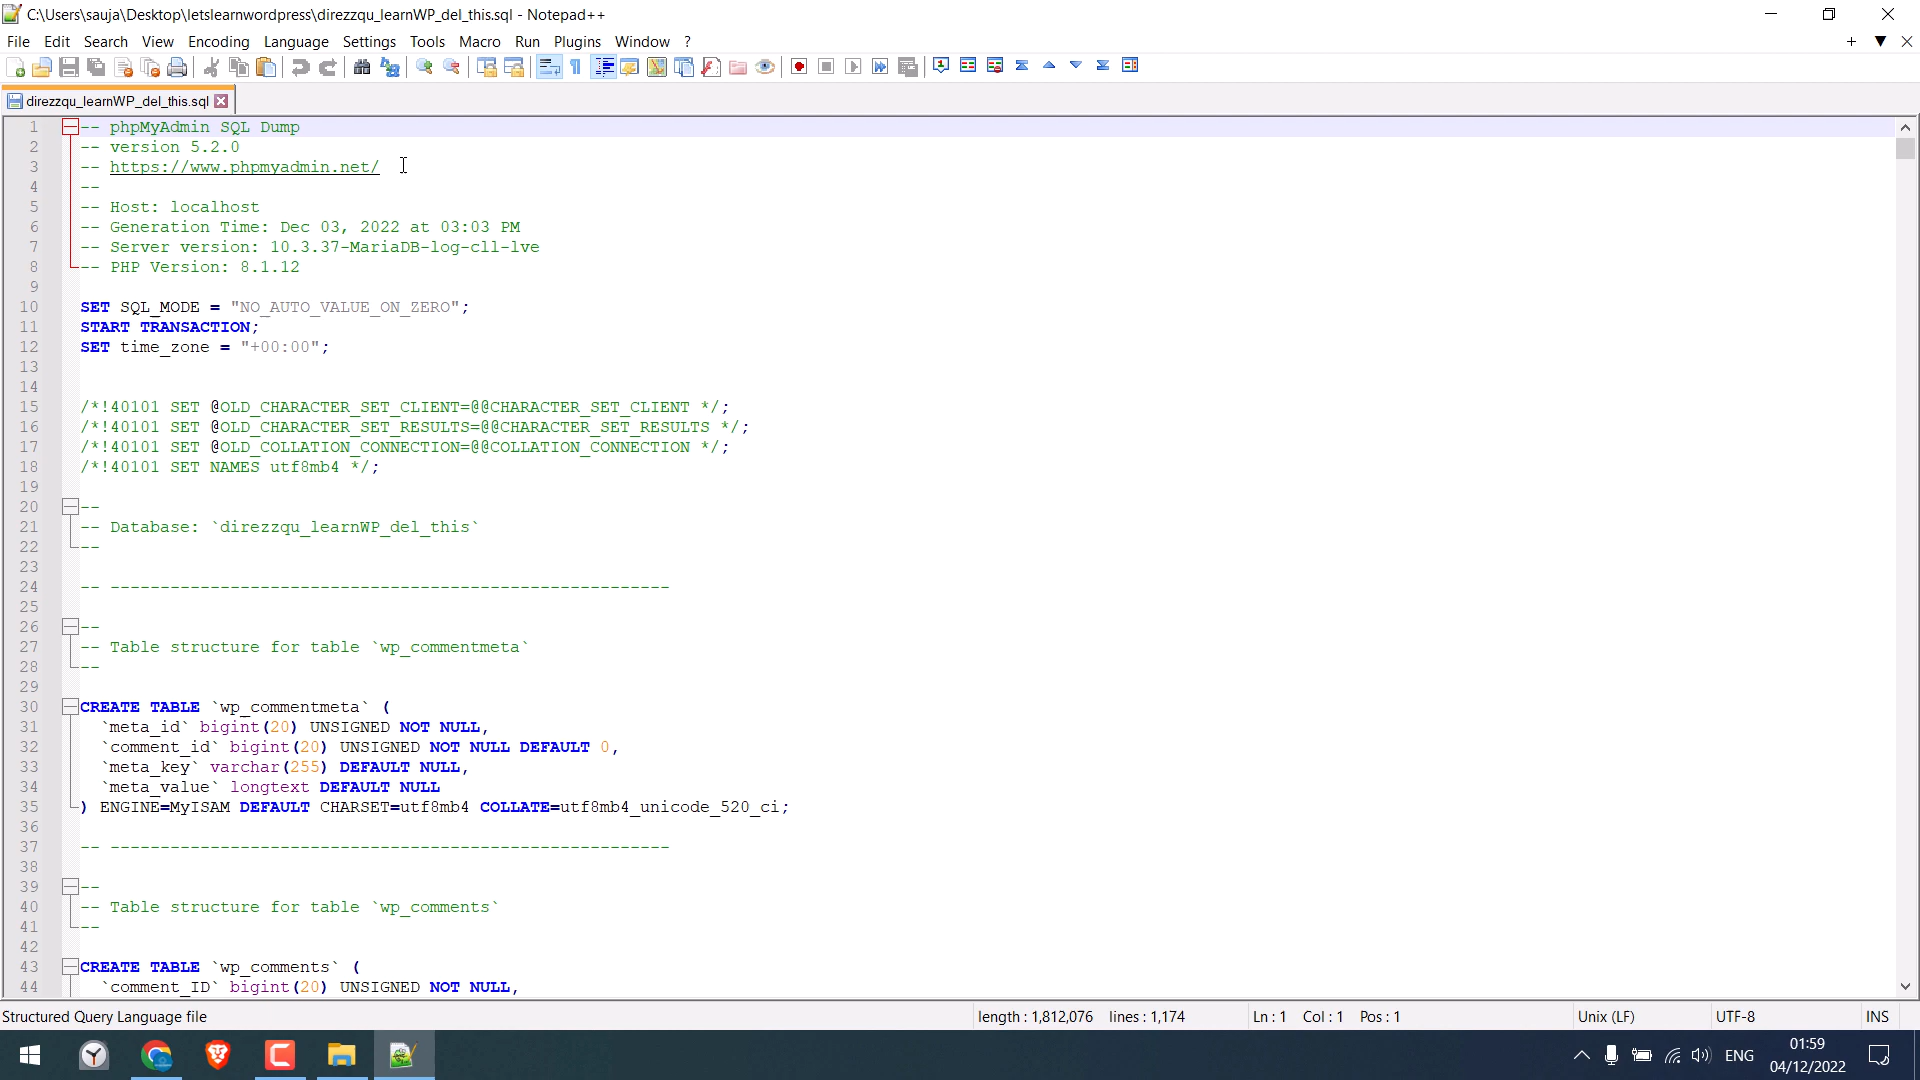 C:\Users\sauja\Desktop\letslearnwordpress\direzzqu_learnWP_del_this.sql - Notepad++
File Edit Search View Encoding Language Settings Tools Macro Run Plugins Window ?
direzzqu_learnWP_del_this.sql
1 -- phpMyAdmin SQL Dump
2 -- version 5.2.0
3 -- https://www.phpmyadmin.net/
4 --
5 -- Host: localhost
6 -- Generation Time: Dec 03, 2022 at 03:03 PM
7 -- Server version: 10.3.37-MariaDB-log-cll-lve
8 -- PHP Version: 8.1.12
9
10 SET SQL_MODE = "NO_AUTO_VALUE_ON_ZERO";
11 START TRANSACTION;
12 SET time_zone = "+00:00";
13
14
15 /*!40101 SET @OLD_CHARACTER_SET_CLIENT=@@CHARACTER_SET_CLIENT */;
16 /*!40101 SET @OLD_CHARACTER_SET_RESULTS=@@CHARACTER_SET_RESULTS */;
17 /*!40101 SET @OLD_COLLATION_CONNECTION=@@COLLATION_CONNECTION */;
18 /*!40101 SET NAMES utf8mb4 */;
19
20 --
21 -- Database: `direzzqu_learnWP_del_this`
22 --
23
24 -- --------------------------------------------------------
25
26 --
27 -- Table structure for table `wp_commentmeta`
28 --
29
30 CREATE TABLE `wp_commentmeta` (
31 `meta_id` bigint(20) UNSIGNED NOT NULL,
32 `comment_id` bigint(20) UNSIGNED NOT NULL DEFAULT 0,
33 `meta_key` varchar(255) DEFAULT NULL,
34 `meta_value` longtext DEFAULT NULL
35 ) ENGINE=MyISAM DEFAULT CHARSET=utf8mb4 COLLATE=utf8mb4_unicode_520_ci;
36
37 -- --------------------------------------------------------
38
39 --
40 -- Table structure for table `wp_comments`
41 --
42
43 CREATE TABLE `wp_comments` (
44 `comment_ID` bigint(20) UNSIGNED NOT NULL,
Structured Query Language file length : 1,812,076 lines : 1,174 Ln : 1 Col : 1 Pos : 1 Unix (LF) UTF-8 INS
ENG
01:59
04/12/2022